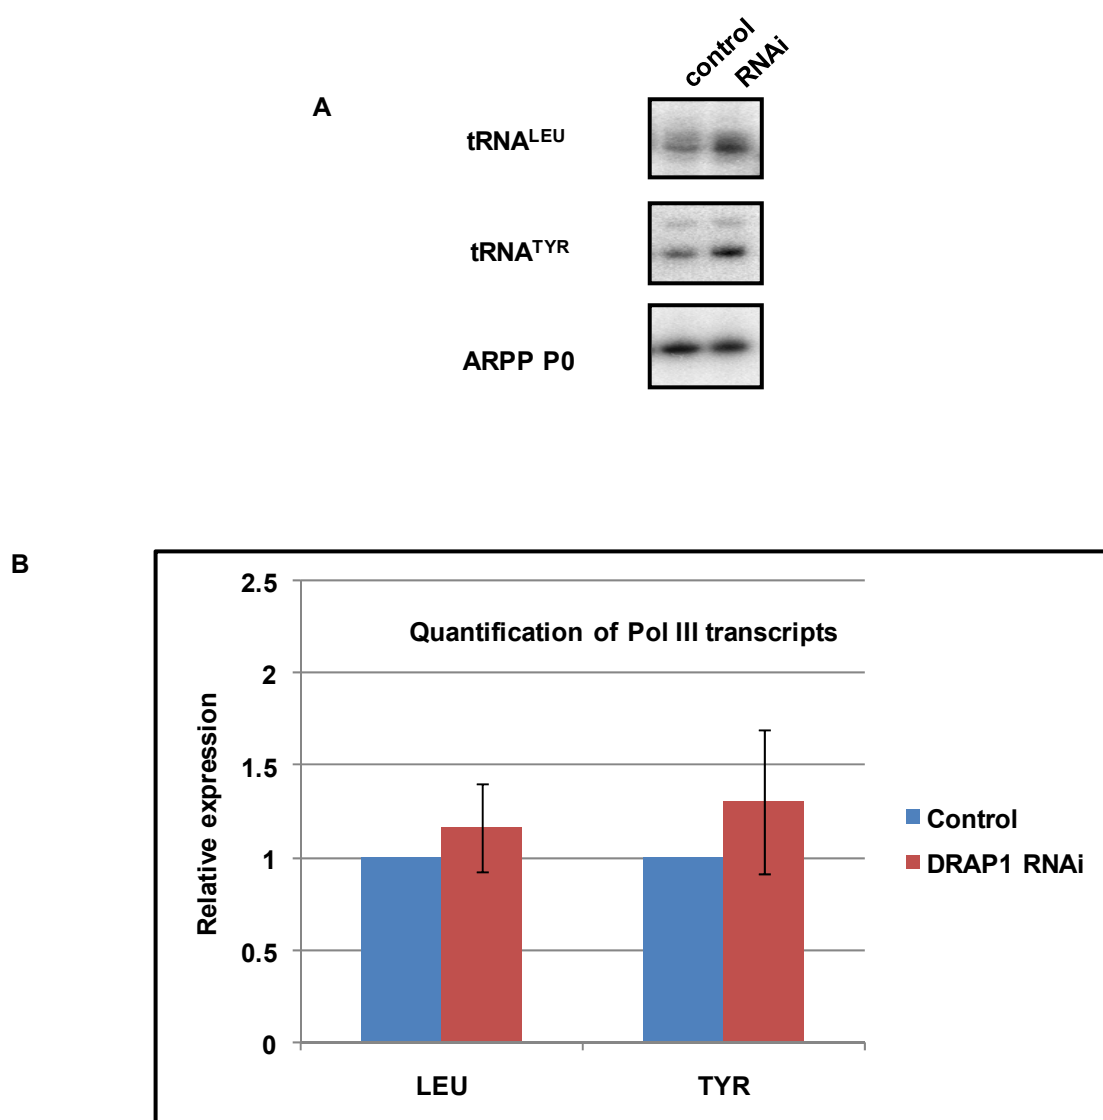 control
RNAi
A
tRNALEU
tRNATYR
ARPP P0
B
2.5
Quantification of Pol III transcripts
2
1.5
1
0.5
0
Relative expression
Control
DRAP1 RNAi
LEU
TYR